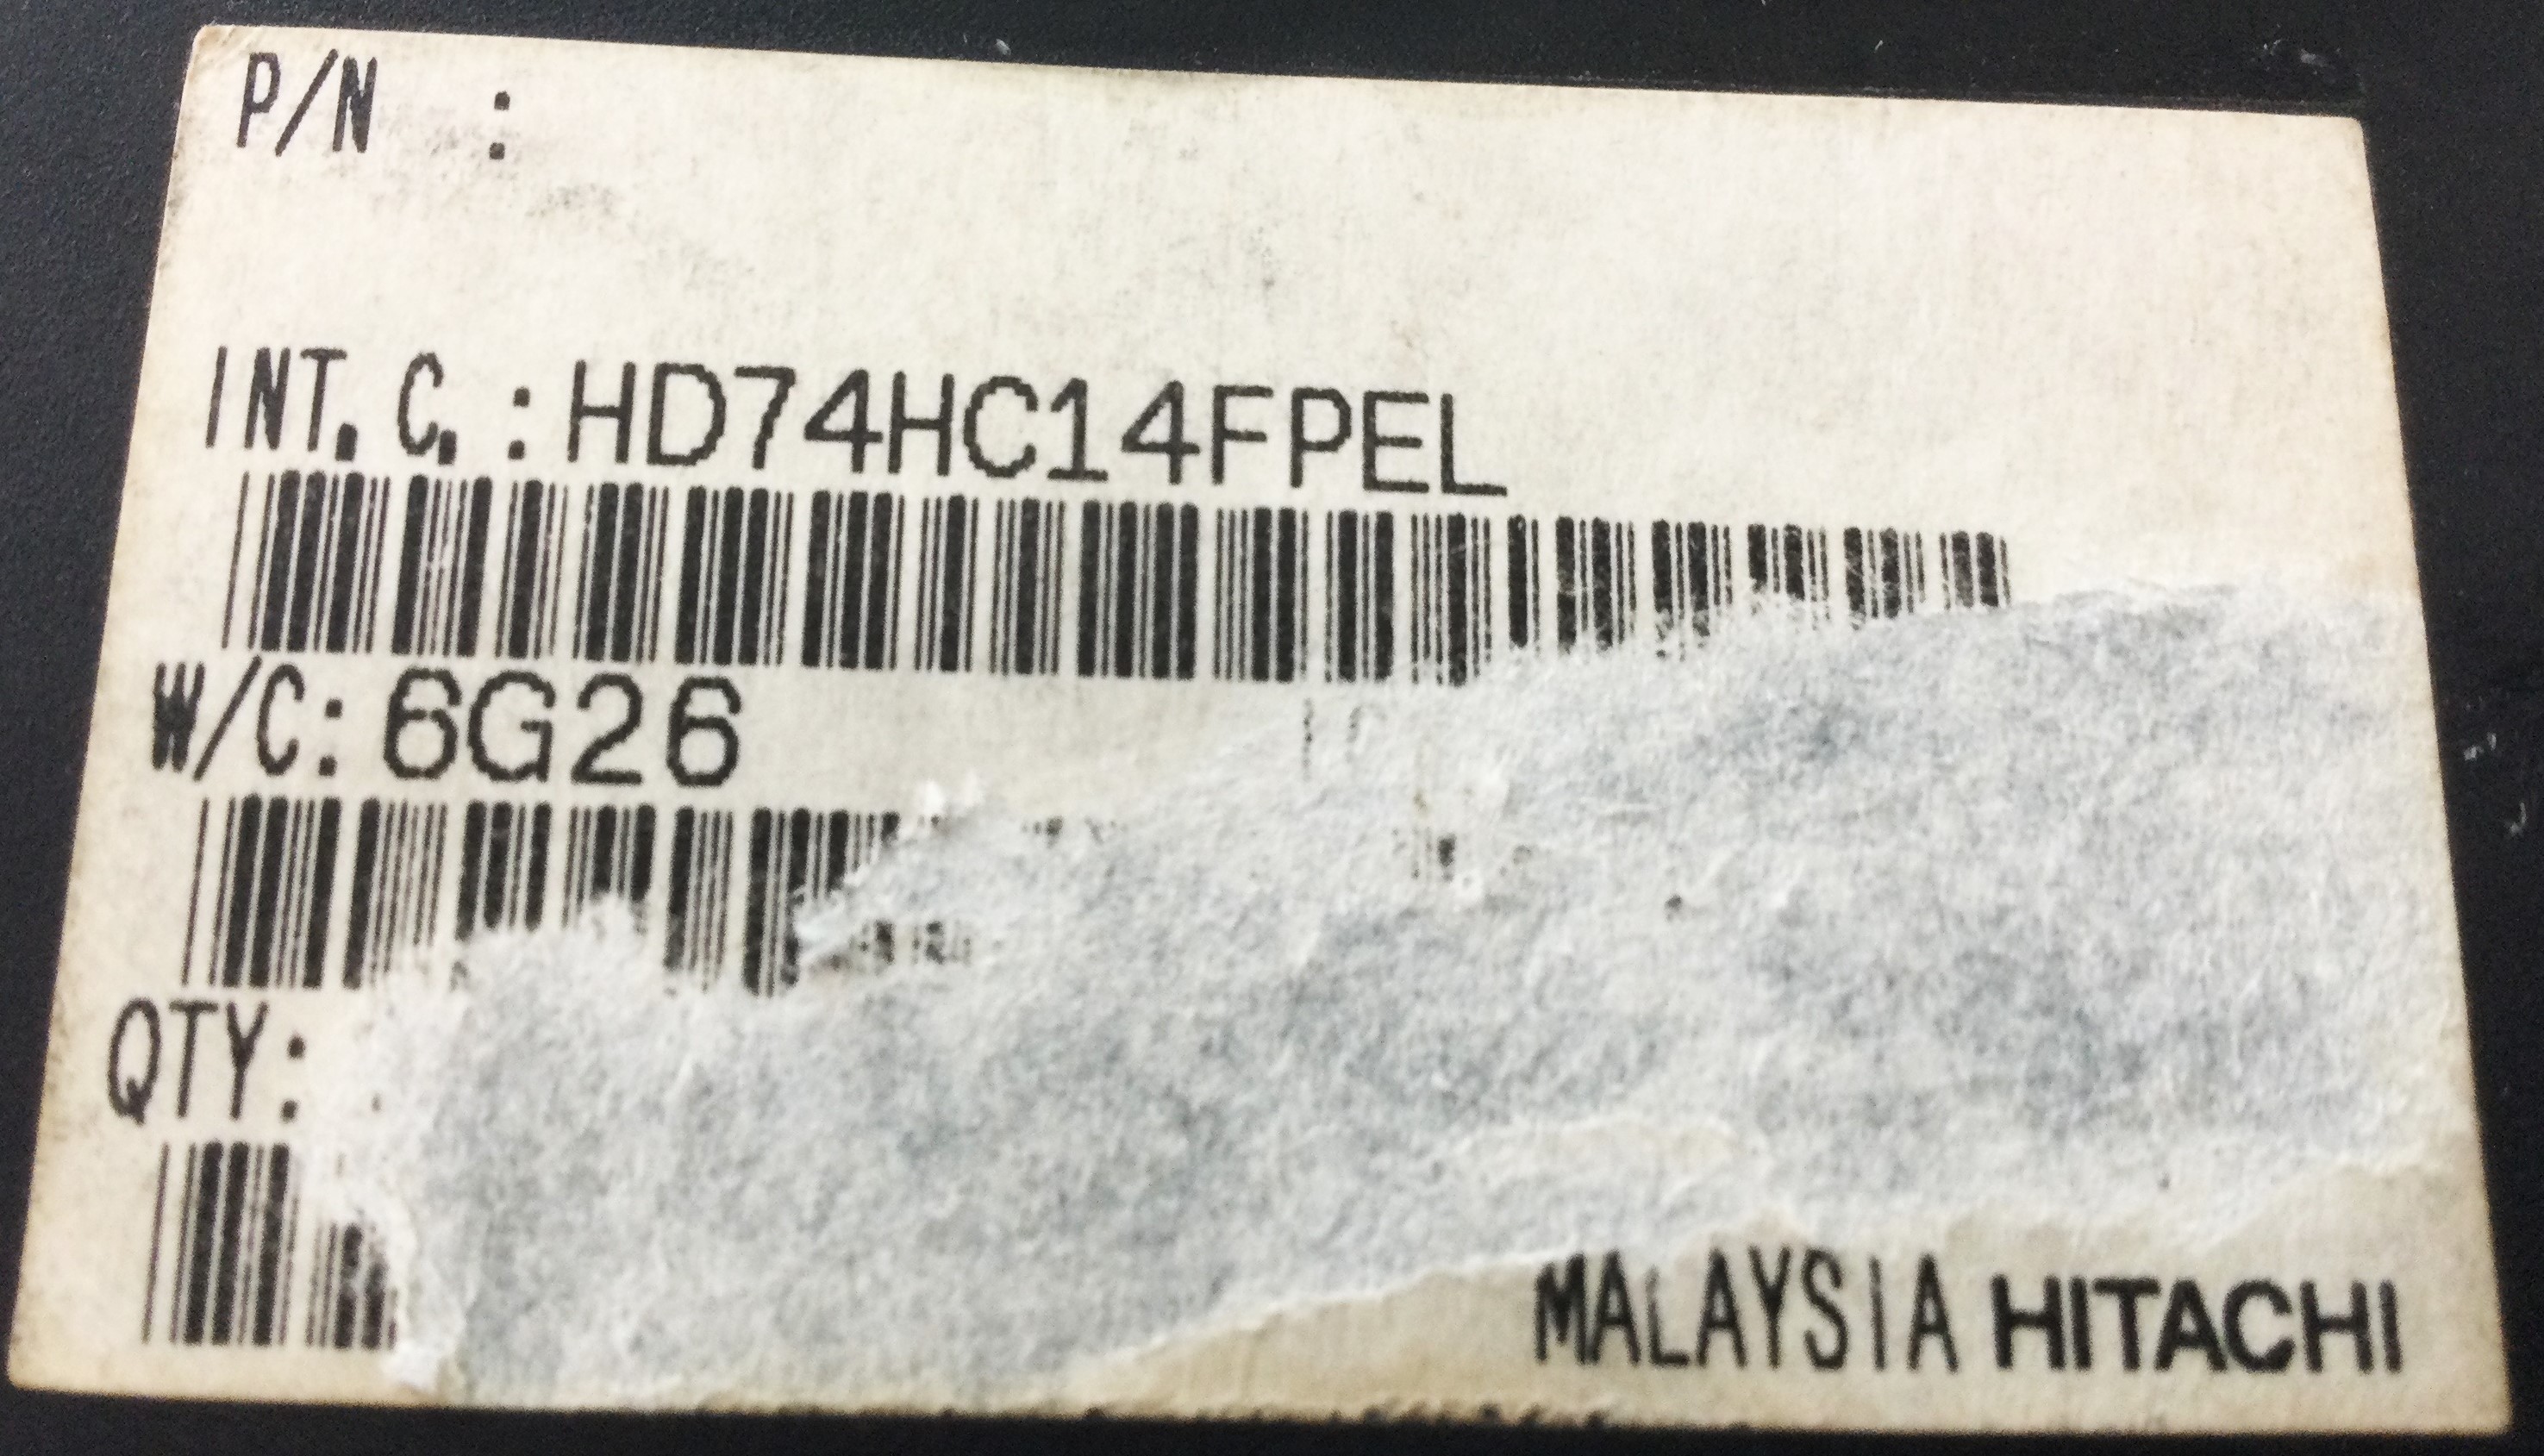 P/N :
INT. C. : HD74HC14FPEL
W/C: 6G26
QTY:
MALAYSIA HITACHI